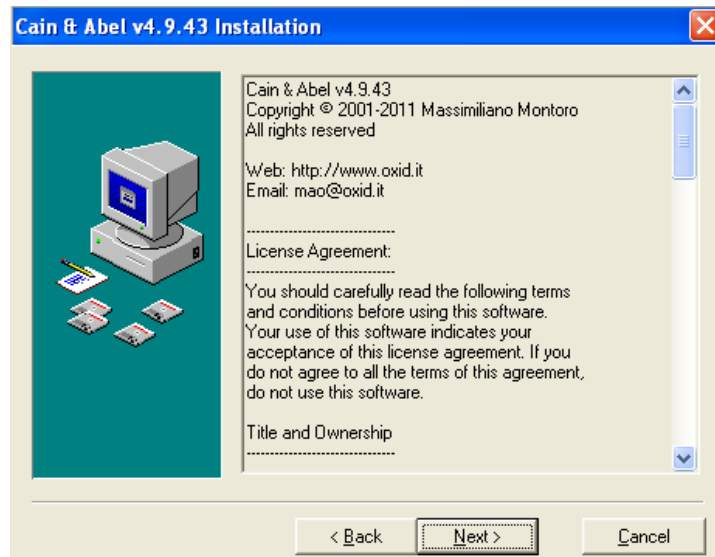 Cain & Abel v4.9.43 Installation
Cain & Abel v4.9.43
Copyright © 2001-2011 Massimiliano Montoro
All rights reserved
Web: http://www.oxid.it
Email: mao@oxid.it
-------------------------------
License Agreement:
-------------------------------
You should carefully read the following terms
and conditions before using this software.
Your use of this software indicates your
acceptance of this license agreement. If you
do not agree to all the terms of this agreement,
do not use this software.
Title and Ownership
-------------------------------
< Back Next > Cancel